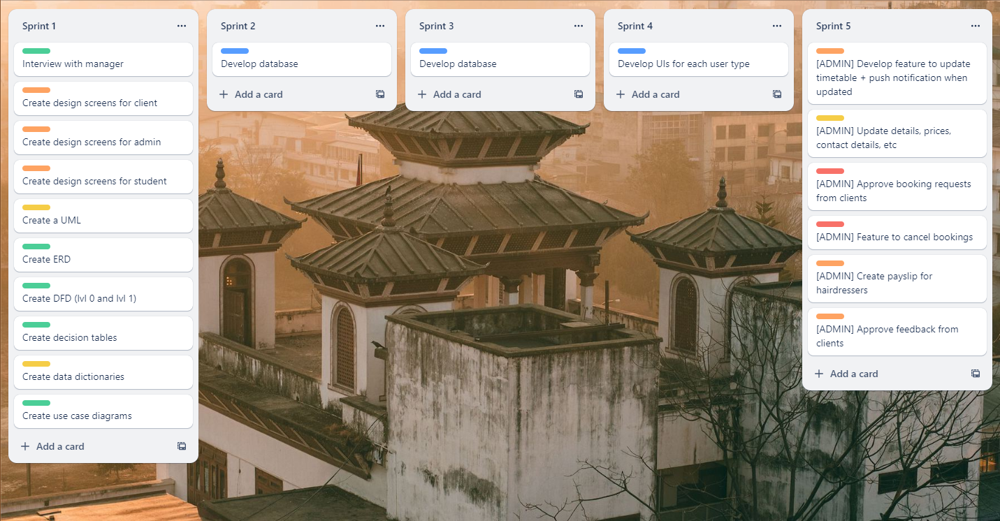 Sprint 1
Interview with manager
Create design screens for client
Create design screens for admin
Create design screens for student
Create a UML
Create ERD
Create DFD (lvl 0 and lvl 1)
Create decision tables
Create data dictionaries
Create use case diagrams
Add a card
Sprint 2
Develop database
Add a card
Sprint 3
Develop database
Add a card
Sprint 4
Develop UIs for each user type
Add a card
Sprint 5
[ADMIN] Develop feature to update
timetable + push notification when
updated
[ADMIN] Update details, prices,
contact details, etc
[ADMIN] Approve booking requests
from clients
[ADMIN] Feature to cancel bookings
[ADMIN] Create payslip for
hairdressers
[ADMIN] Approve feedback from
clients
Add a card